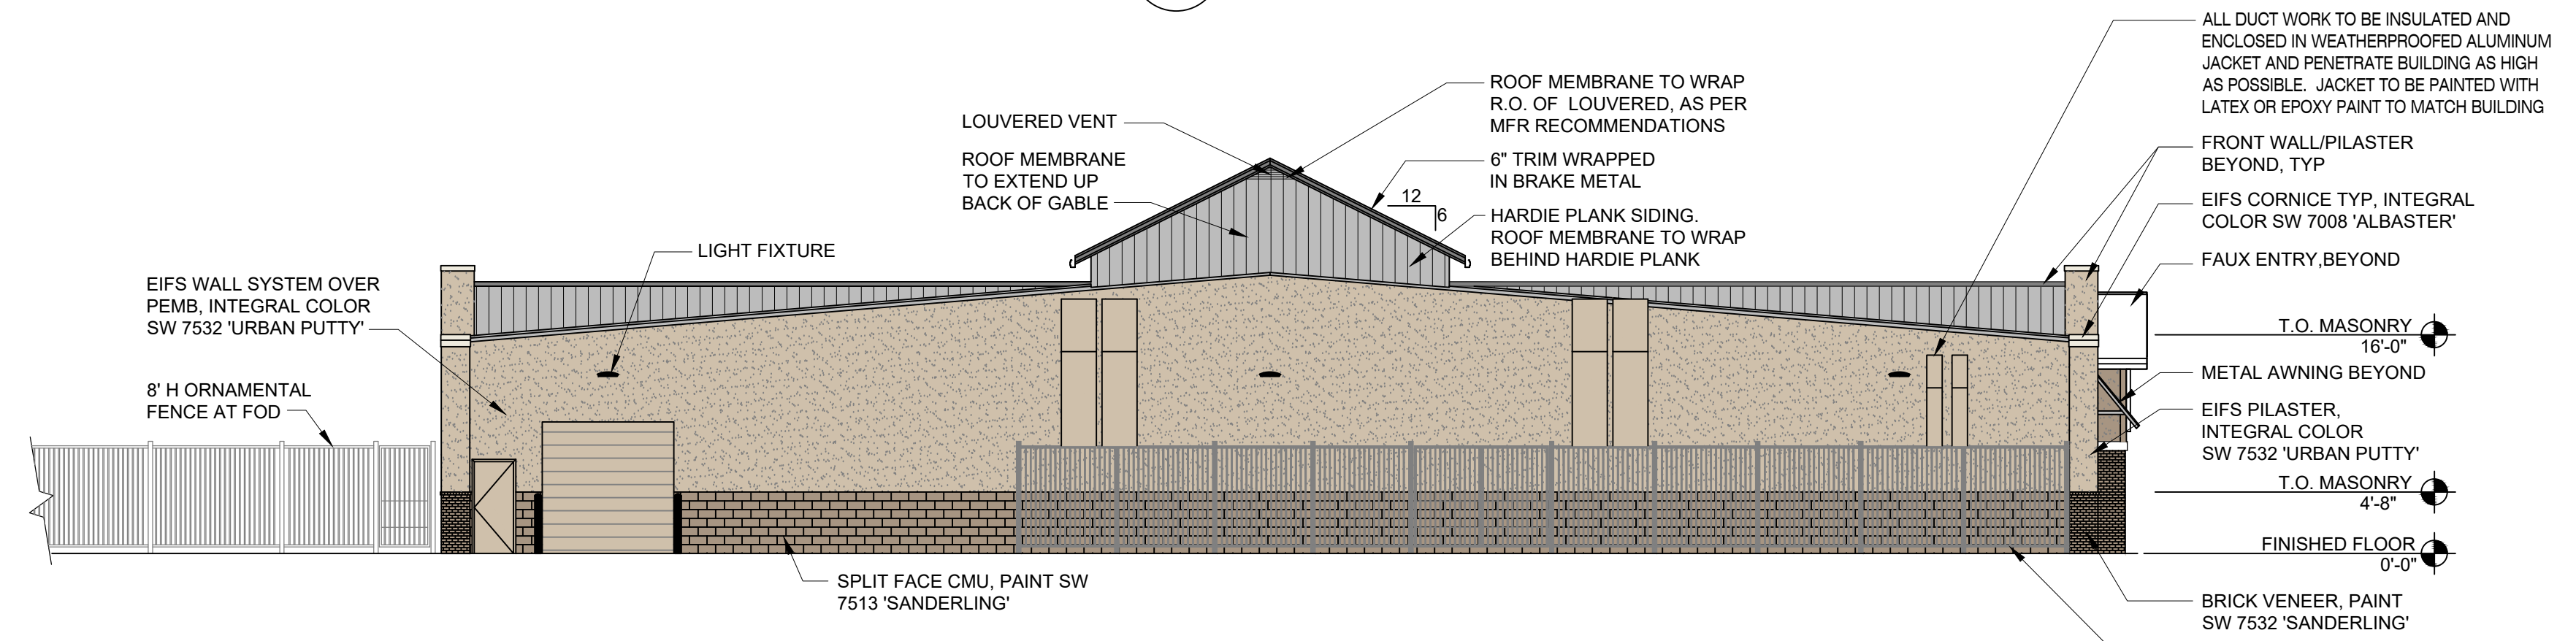 ALL DUCT WORK TO BE INSULATED AND
ENCLOSED IN WEATHERPROOFED ALUMINUM
JACKET AND PENETRATE BUILDING AS HIGH
AS POSSIBLE. JACKET TO BE PAINTED WITH
LATEX OR EPOXY PAINT TO MATCH BUILDING
ROOF MEMBRANE TO WRAP
R.O. OF LOUVERED, AS PER
MFR RECOMMENDATIONS
LOUVERED VENT
ROOF MEMBRANE
TO EXTEND UP
BACK OF GABLE
6" TRIM WRAPPED
IN BRAKE METAL
12
6
HARDIE PLANK SIDING.
ROOF MEMBRANE TO WRAP
BEHIND HARDIE PLANK
FRONT WALL/PILASTER
BEYOND, TYP
EIFS CORNICE TYP, INTEGRAL
COLOR SW 7008 'ALBASTER'
FAUX ENTRY,BEYOND
LIGHT FIXTURE
EIFS WALL SYSTEM OVER
PEMB, INTEGRAL COLOR
SW 7532 'URBAN PUTTY'
8' H ORNAMENTAL
FENCE AT FOD
T.O. MASONRY
16'-0"
METAL AWNING BEYOND
EIFS PILASTER,
INTEGRAL COLOR
SW 7532 'URBAN PUTTY'
T.O. MASONRY
4'-8"
FINISHED FLOOR
0'-0"
SPLIT FACE CMU, PAINT SW
7513 'SANDERLING'
BRICK VENEER, PAINT
SW 7532 'SANDERLING'